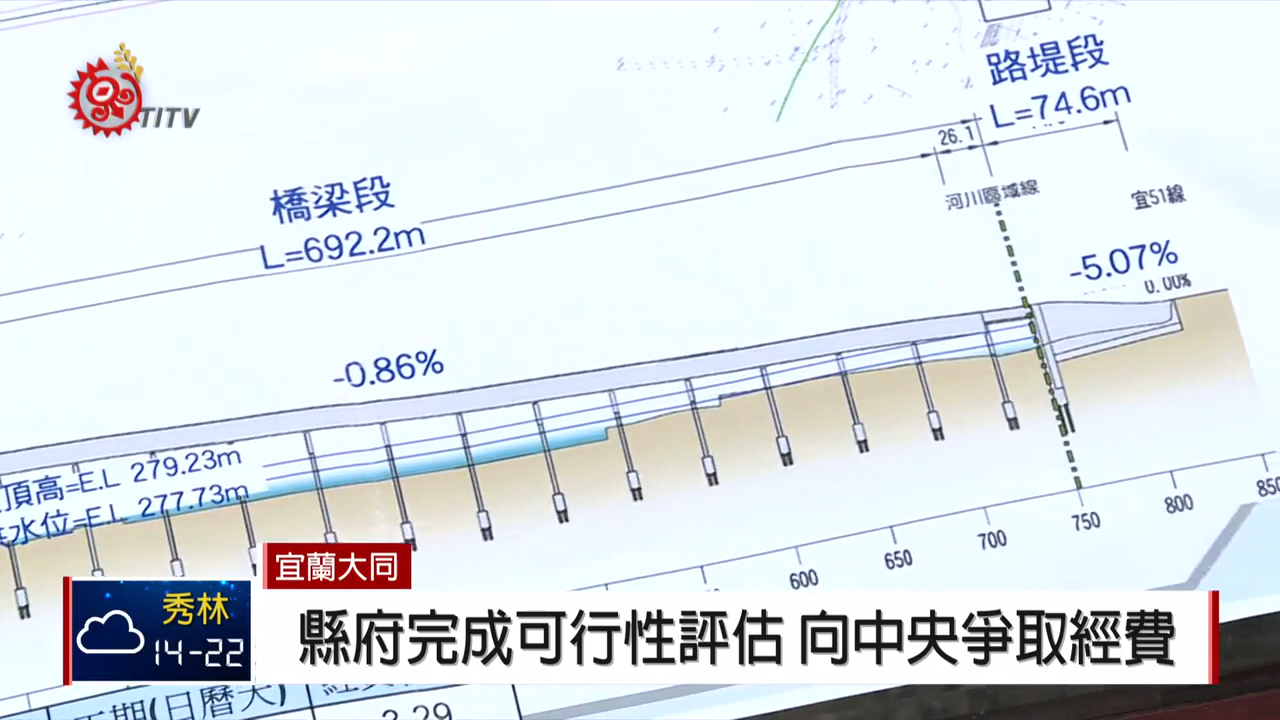 TITV
路堤段
L=74.6m
26.1
橋梁段
L=692.2m
河川區域線
宜51線
-5.07%
0.00%
-0.86%
頂高=E.L 279.23m
水位=E.L 277.73m
600
650
700
750
800
850
宜蘭大同
秀林
14-22
縣府完成可行性評估 向中央爭取經費
期(日曆天)